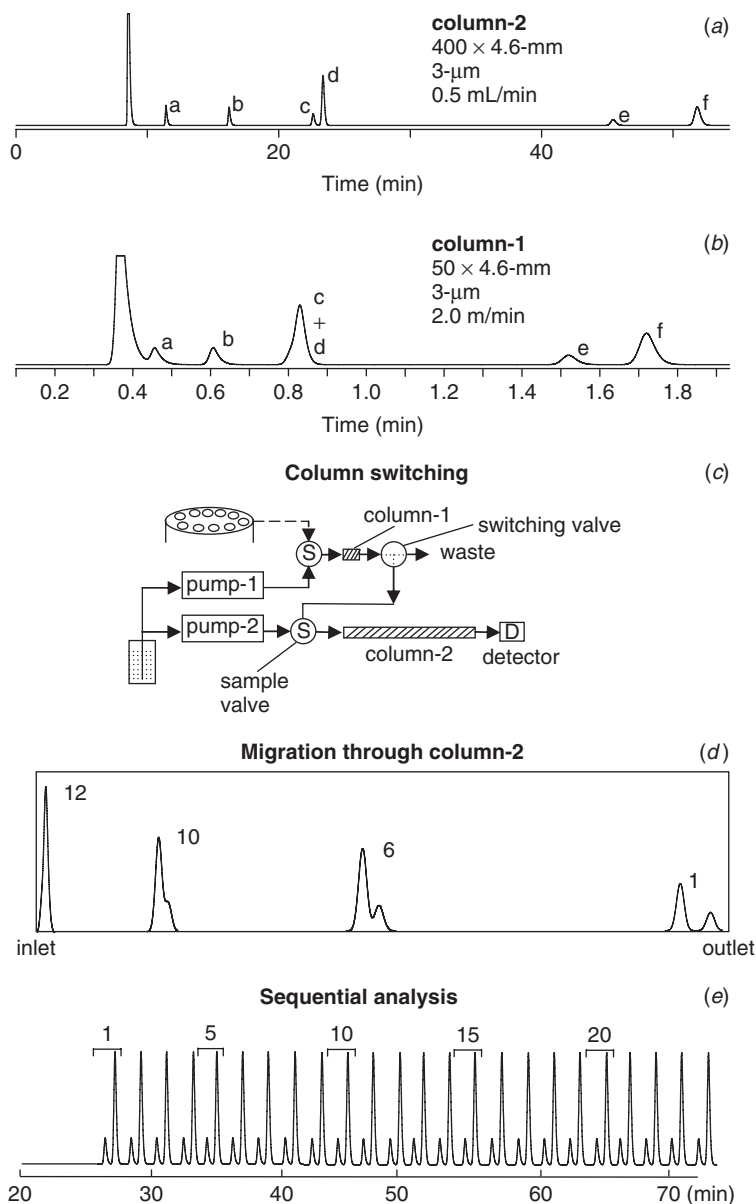 column-2
400 × 4.6-mm
3-μm
0.5 mL/min
(a)
a
b
c
d
e
f
0
20
40
Time (min)
column-1
50 × 4.6-mm
3-μm
2.0 m/min
(b)
a
b
c
+
d
e
f
0.2 0.4 0.6 0.8 1.0 1.2 1.4 1.6 1.8
Time (min)
Column switching
(c)
column-1
switching valve
S
waste
pump-1
pump-2
S
D
column-2
detector
sample
valve
Migration through column-2
(d)
12
10
6
1
inlet
outlet
Sequential analysis
(e)
1 5 10 15 20
20 30 40 50 60 70 (min)